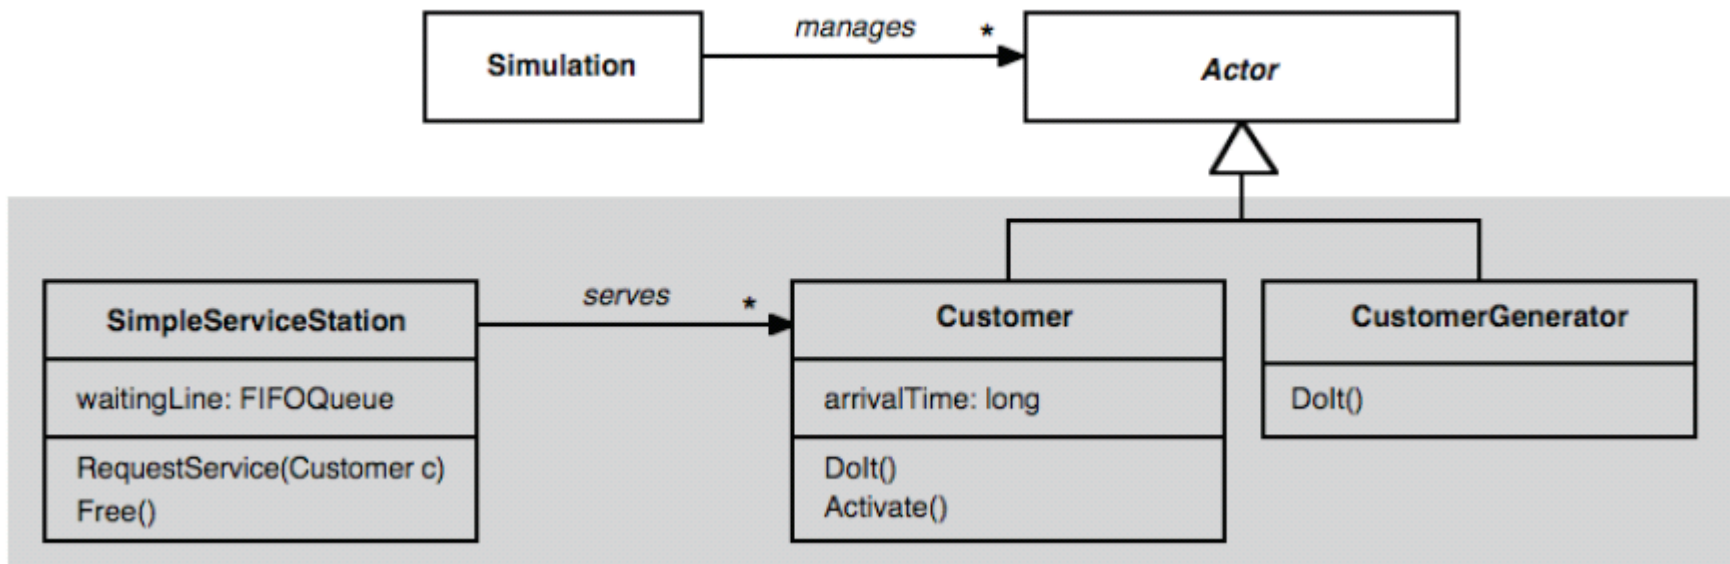 manages
*
Simulation
Actor
serves
*
SimpleServiceStation
Customer
CustomerGenerator
waitingLine: FIFOQueue
arrivalTime: long
DoIt()
RequestService(Customer c)
Free()
DoIt()
Activate()